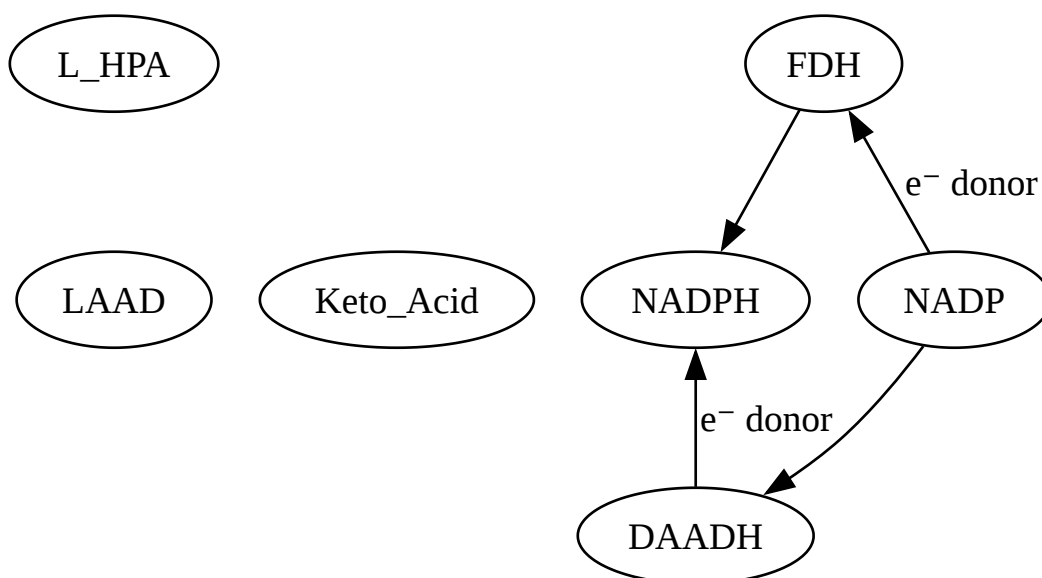 L_HPA
FDH
e⁻ donor
LAAD
Keto_Acid
NADPH
NADP
e⁻ donor
DAADH